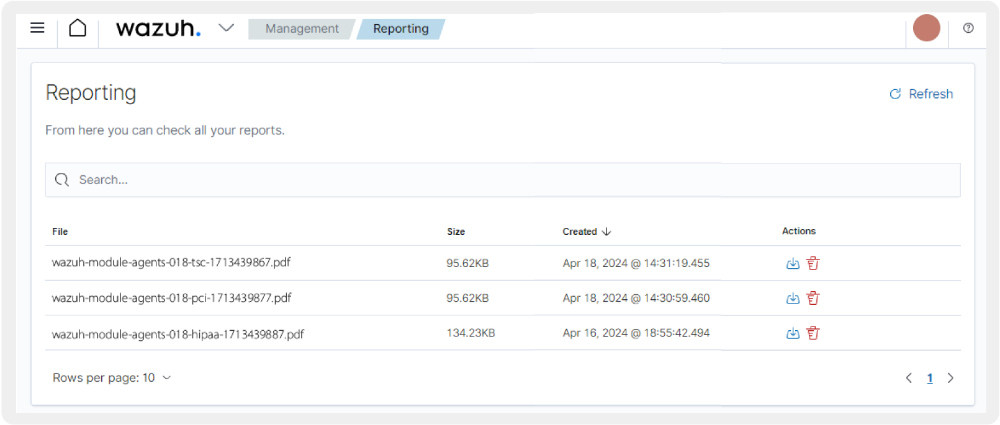 wazuh. Management Reporting
Reporting
Refresh
From here you can check all your reports.
Search...
File Size Created Actions
wazuh-module-agents-018-tsc-1713439867.pdf 95.62KB Apr 18, 2024 @ 14:31:19.455
wazuh-module-agents-018-pci-1713439877.pdf 95.62KB Apr 18, 2024 @ 14:30:59.460
wazuh-module-agents-018-hipaa-1713439887.pdf 134.23KB Apr 16, 2024 @ 18:55:42.494
Rows per page: 10 1